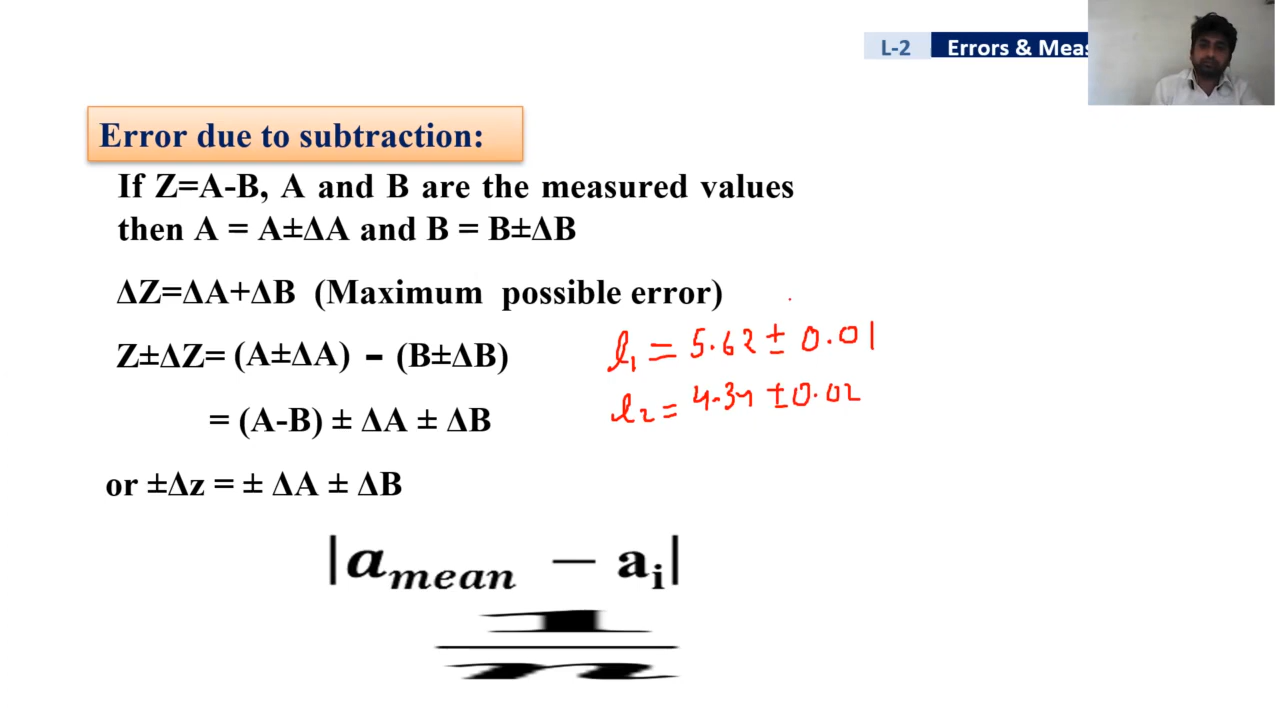 L-2 Errors & Meas
Error due to subtraction:
If Z=A-B, A and B are the measured values
then A = A±ΔA and B = B±ΔB
ΔZ=ΔA+ΔB (Maximum possible error)
Z±ΔZ= (A±ΔA) - (B±ΔB)
= (A-B) ± ΔA ± ΔB
or ±Δz = ± ΔA ± ΔB
l₁ = 5.62 ± 0.01
l₂ = 4.34 ± 0.02
|a_mean − a_i|